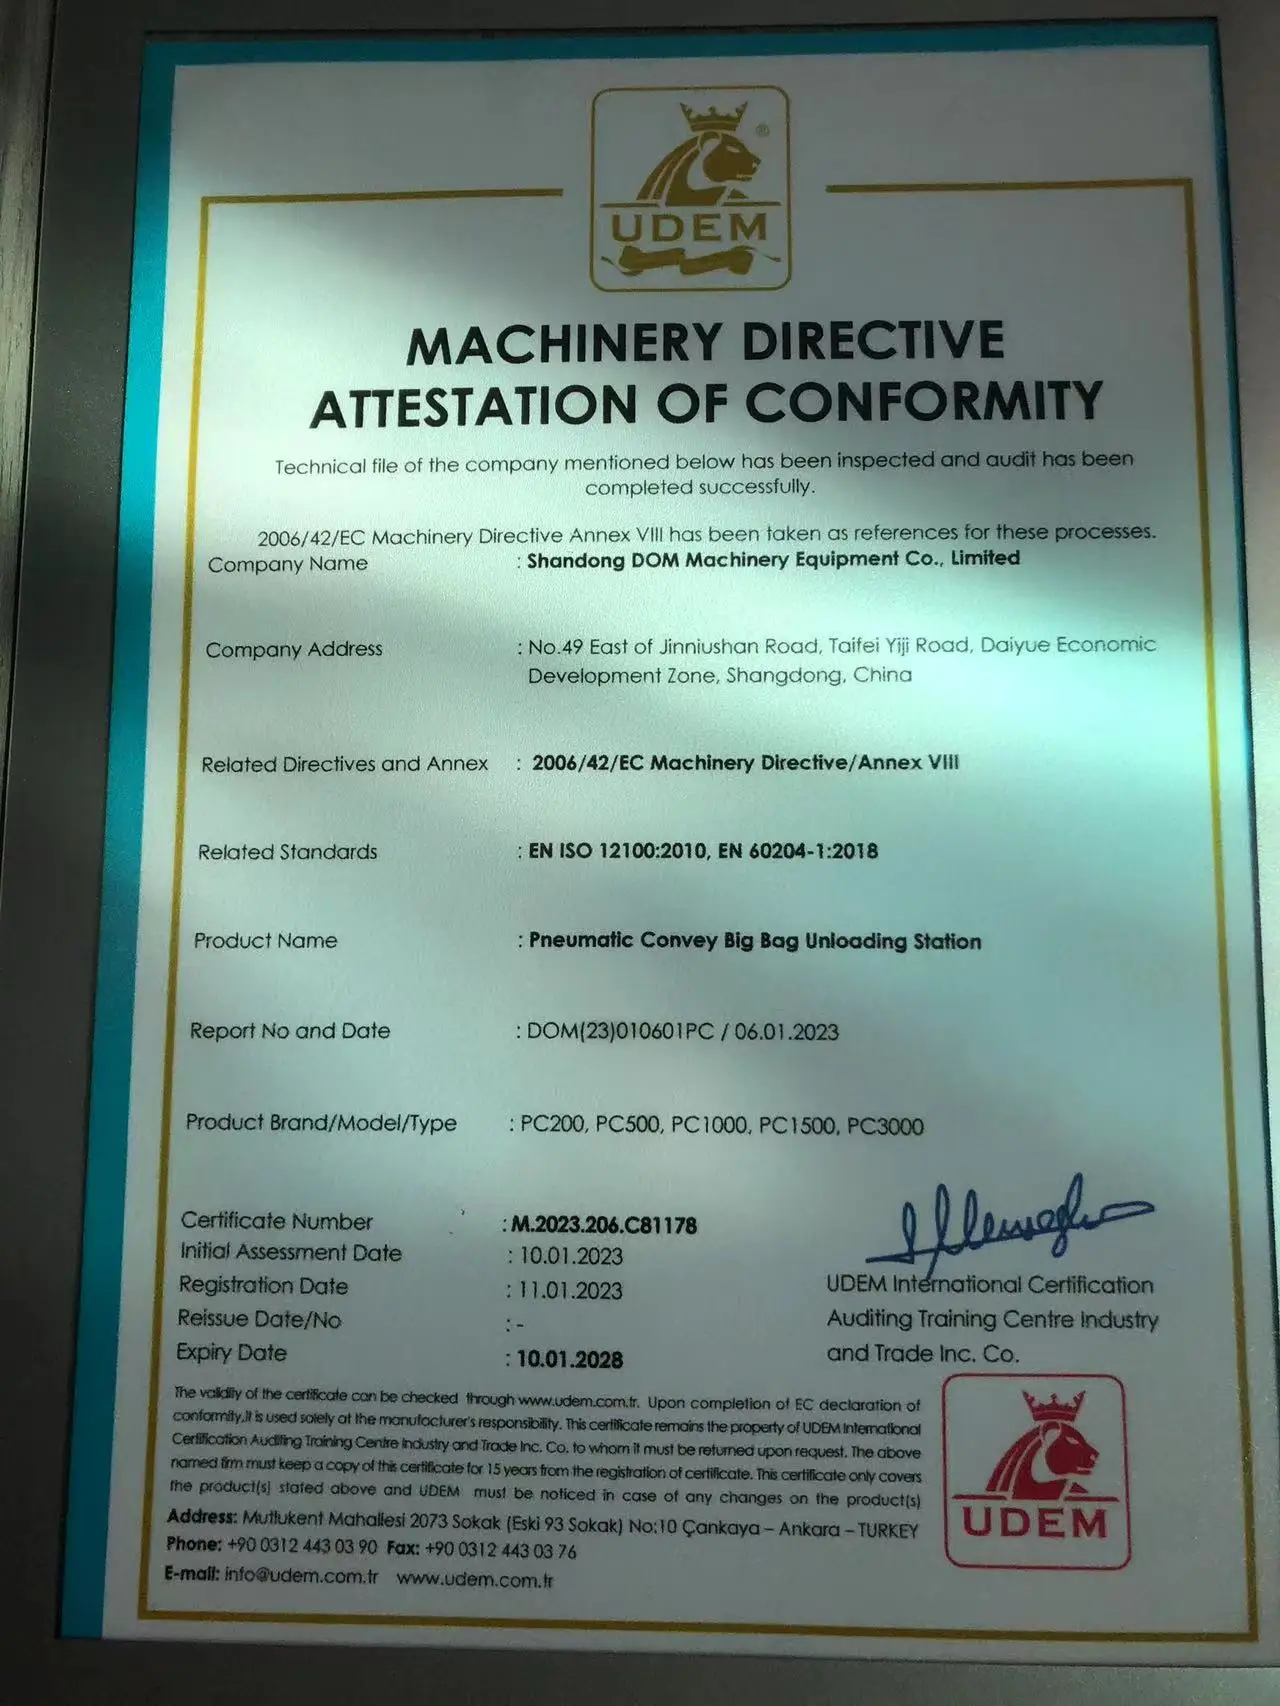 UDEM
®
MACHINERY DIRECTIVE
ATTESTATION OF CONFORMITY
Technical file of the company mentioned below has been inspected and audit has been
completed successfully.
2006/42/EC Machinery Directive Annex VIII has been taken as references for these processes.
Company Name : Shandong DOM Machinery Equipment Co., Limited
Company Address : No.49 East of Jinniushan Road, Taifei Yiji Road, Daiyue Economic
Development Zone, Shangdong, China
Related Directives and Annex : 2006/42/EC Machinery Directive/Annex VIII
Related Standards : EN ISO 12100:2010, EN 60204-1:2018
Product Name : Pneumatic Convey Big Bag Unloading Station
Report No and Date : DOM(23)010601PC / 06.01.2023
Product Brand/Model/Type : PC200, PC500, PC1000, PC1500, PC3000
Certificate Number : M.2023.206.C81178
Initial Assessment Date : 10.01.2023
Registration Date : 11.01.2023
Reissue Date/No : -
Expiry Date : 10.01.2028
UDEM International Certification
Auditing Training Centre Industry
and Trade Inc. Co.
The validity of the certificate can be checked through www.udem.com.tr. Upon completion of EC declaration of
conformity,it is used solely at the manufacturer's responsibility. This certificate remains the property of UDEM International
Certification Auditing Training Centre Industry and Trade Inc. Co. to whom it must be returned upon request. The above
named firm must keep a copy of this certificate for 15 years from the registration of certificate. This certificate only covers
the product(s) stated above and UDEM must be noticed in case of any changes on the product(s)
Address: Mutlukent Mahallesi 2073 Sokak (Eski 93 Sokak) No:10 Çankaya – Ankara – TURKEY
Phone: +90 0312 443 03 90 Fax: +90 0312 443 03 76
E-mail: info@udem.com.tr www.udem.com.tr
UDEM